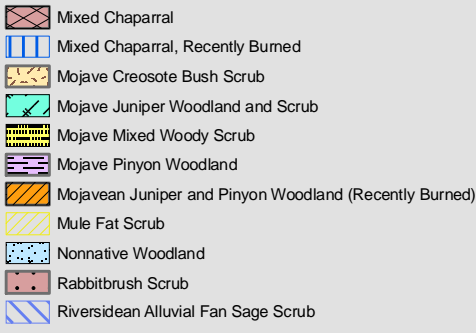 Mixed Chaparral
Mixed Chaparral, Recently Burned
Mojave Creosote Bush Scrub
Mojave Juniper Woodland and Scrub
Mojave Mixed Woody Scrub
Mojave Pinyon Woodland
Mojavean Juniper and Pinyon Woodland (Recently Burned)
Mule Fat Scrub
Nonnative Woodland
Rabbitbrush Scrub
Riversidean Alluvial Fan Sage Scrub